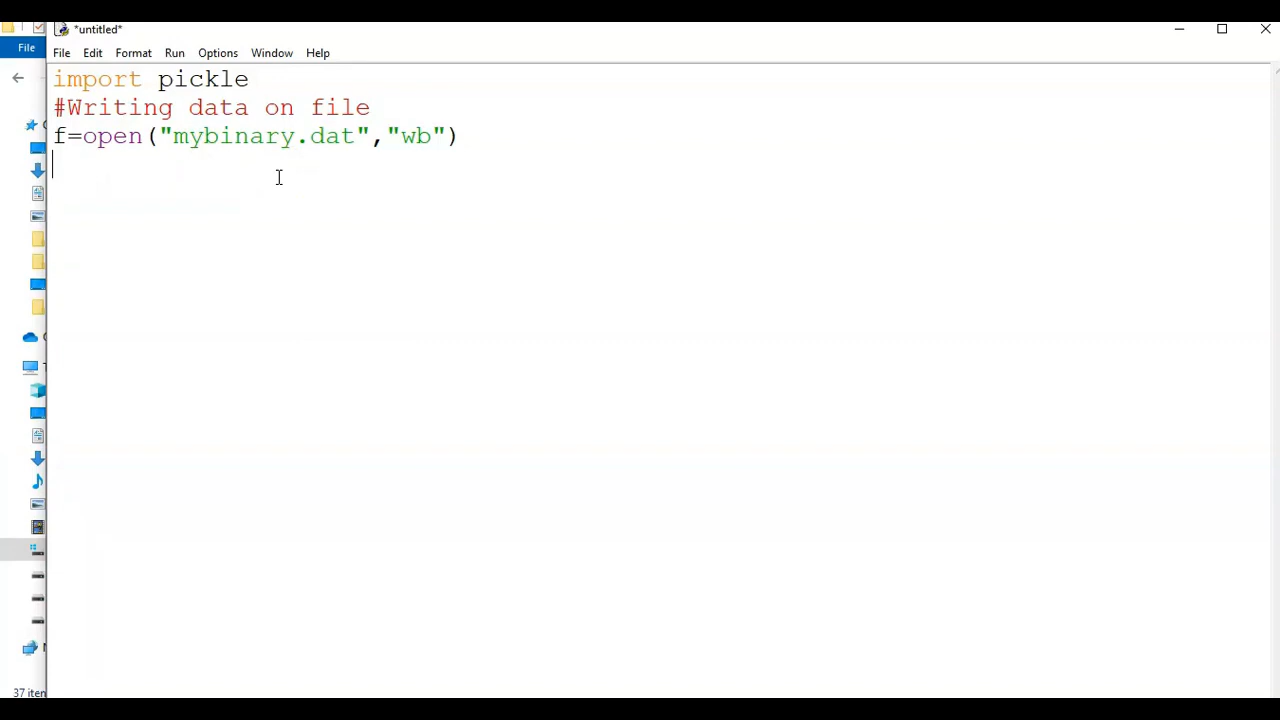 *untitled*
File
File Edit Format Run Options Window Help
import pickle
#Writing data on file
f=open("mybinary.dat","wb")
37 iten